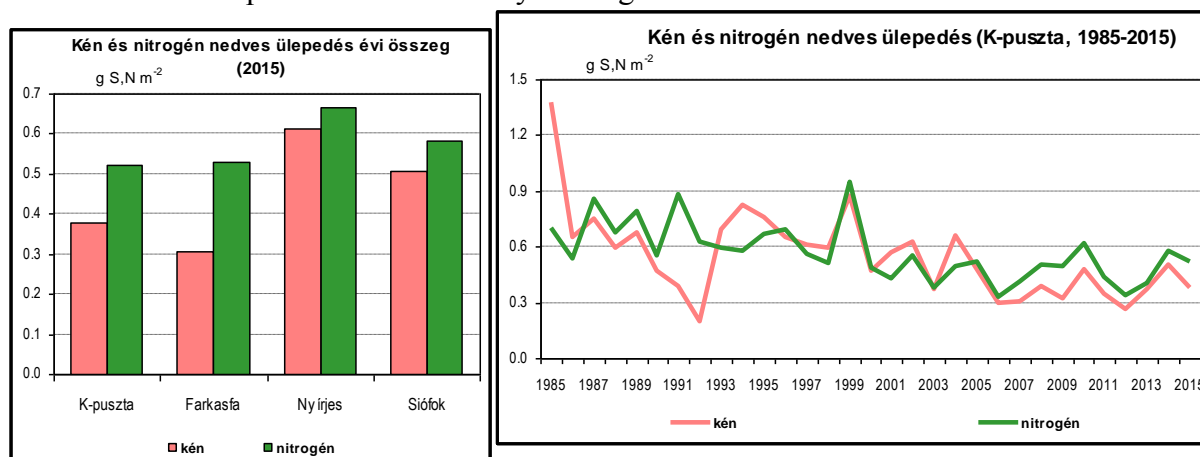 Kén és nitrogén nedves ülepedés évi összeg
(2015)
g S,N m-2
0.7
0.6
0.5
0.4
0.3
0.2
0.1
0.0
K-puszta Farkasfa Nyírjes Siófok
kén nitrogén
Kén és nitrogén nedves ülepedés (K-puszta, 1985-2015)
g S,N m-2
1.5
1.2
0.9
0.6
0.3
0.0
1985 1987 1989 1991 1993 1995 1997 1999 2001 2003 2005 2007 2009 2011 2013 2015
kén nitrogén